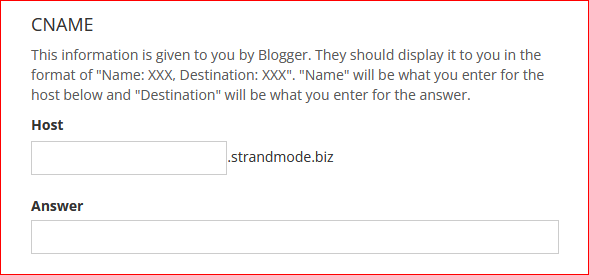 CNAME
This information is given to you by Blogger. They should display it to you in the
format of "Name: XXX, Destination: XXX". "Name" will be what you enter for the
host below and "Destination" will be what you enter for the answer.
Host
.strandmode.biz
Answer